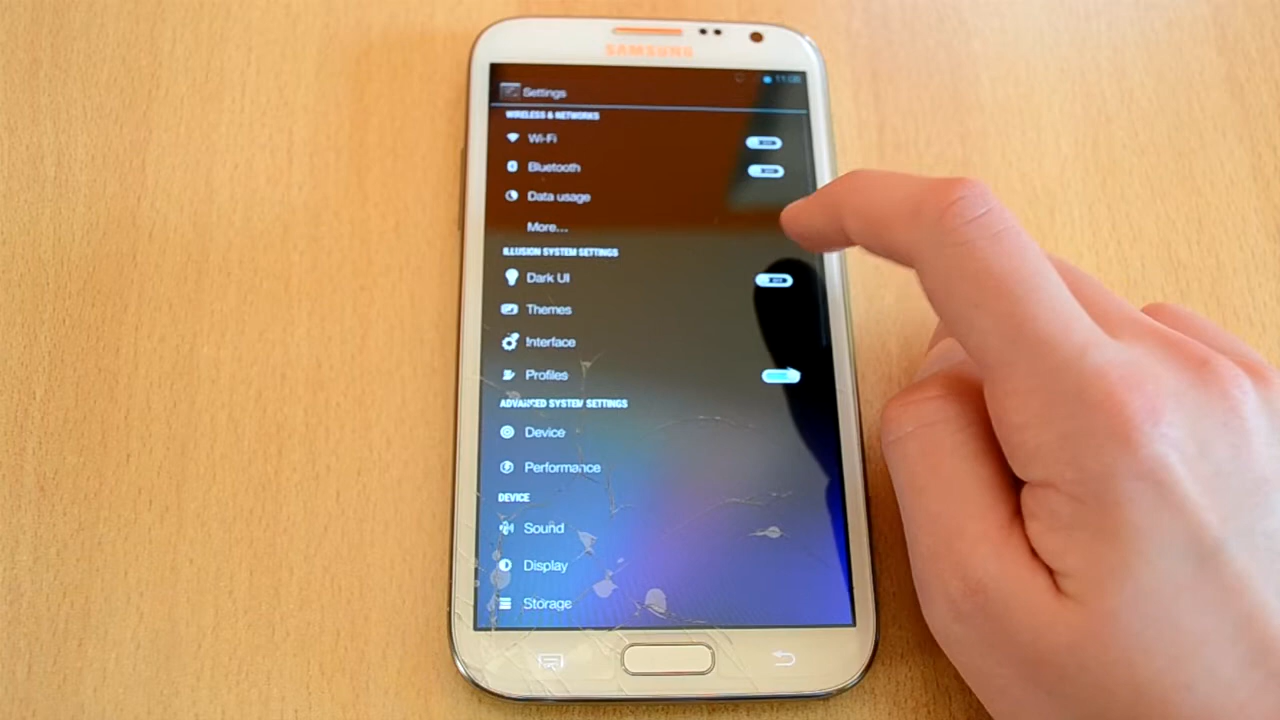 SAMSUNG
Settings
WIRELESS & NETWORKS
Wi-Fi
Bluetooth
Data usage
More...
ILLUSION SYSTEM SETTINGS
Dark UI
Themes
Interface
Profiles
ADVANCED SYSTEM SETTINGS
Device
Performance
DEVICE
Sound
Display
Storage